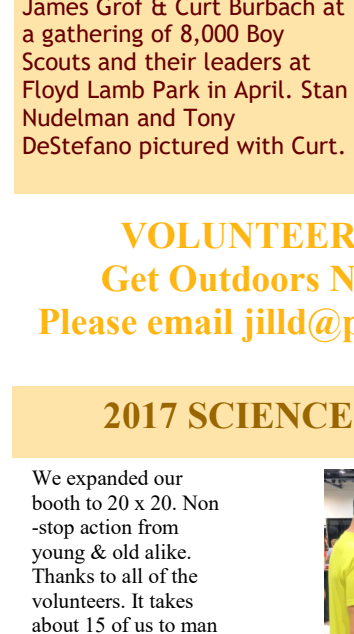 James Grof & Curt Burbach at
a gathering of 8,000 Boy
Scouts and their leaders at
Floyd Lamb Park in April. Stan
Nudelman and Tony
DeStefano pictured with Curt.
VOLUNTEER
Get Outdoors N
Please email jilld@p
2017 SCIENCE
We expanded our
booth to 20 x 20. Non
-stop action from
young & old alike.
Thanks to all of the
volunteers. It takes
about 15 of us to man